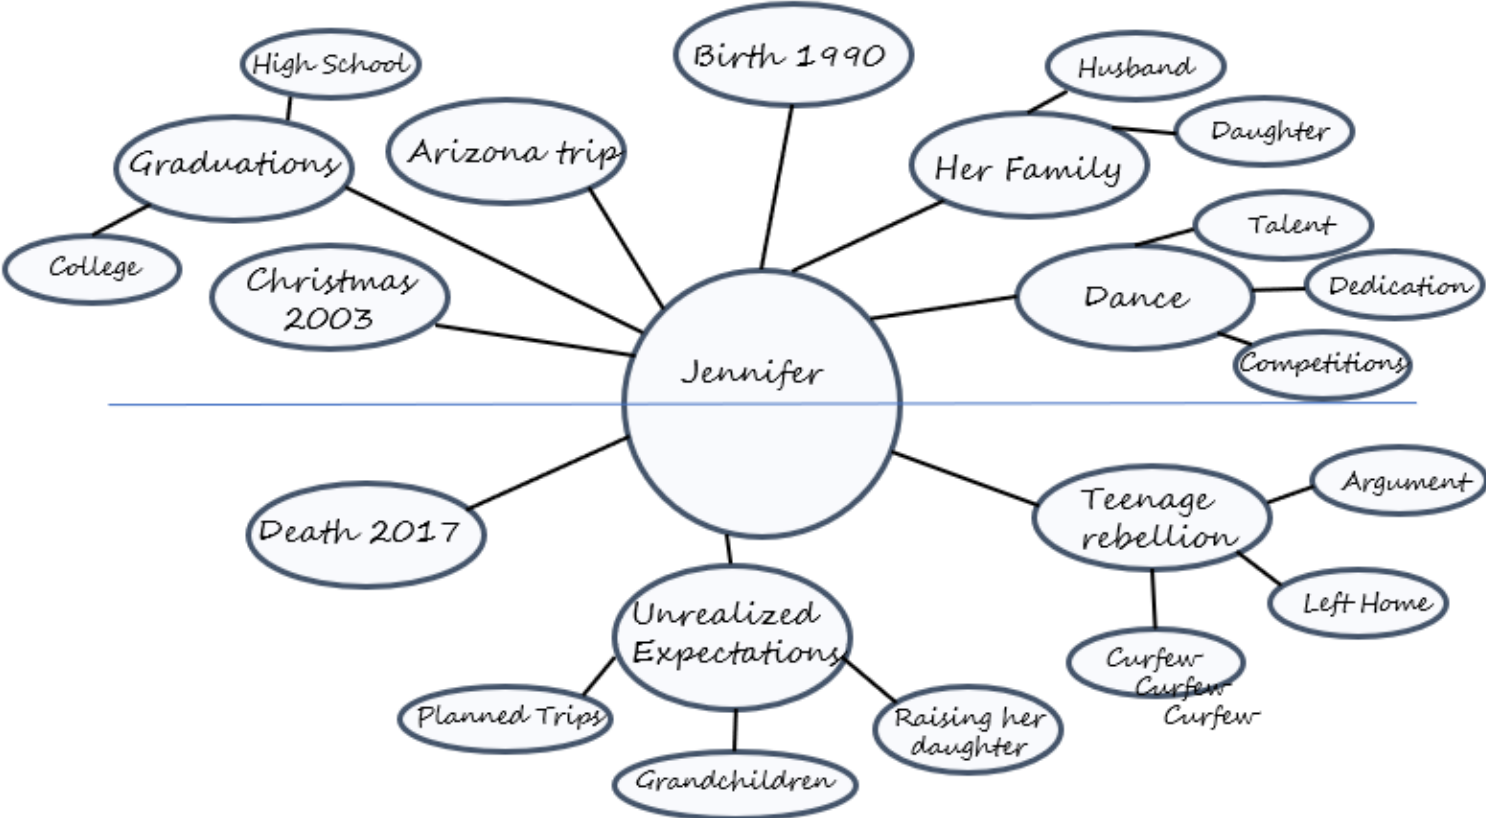 Birth 1990
High School
Husband
Daughter
Arizona trip
Graduations
Her Family
Talent
College
Christmas
2003
Dance
Dedication
Competitions
Jennifer
Argument
Teenage
rebellion
Death 2017
Left Home
Unrealized
Expectations
Curfew
Curfew
Curfew
Planned Trips
Raising her
daughter
Grandchildren